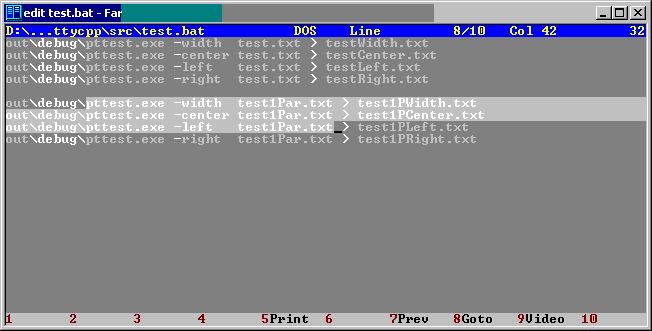 edit test.bat - Far
D:\...ttycpp\src\test.bat DOS Line 8/10 Col 42 32
out\debug\pttest.exe -width test.txt > testWidth.txt
out\debug\pttest.exe -center test.txt > testCenter.txt
out\debug\pttest.exe -left test.txt > testLeft.txt
out\debug\pttest.exe -right test.txt > testRight.txt
out\debug\pttest.exe -width test1Par.txt > test1PWidth.txt
out\debug\pttest.exe -center test1Par.txt > test1PCenter.txt
out\debug\pttest.exe -left test1Par.txt > test1PLeft.txt
out\debug\pttest.exe -right test1Par.txt > test1PRight.txt
1 2 3 4 5Print 6 7Prev 8Goto 9Video 10